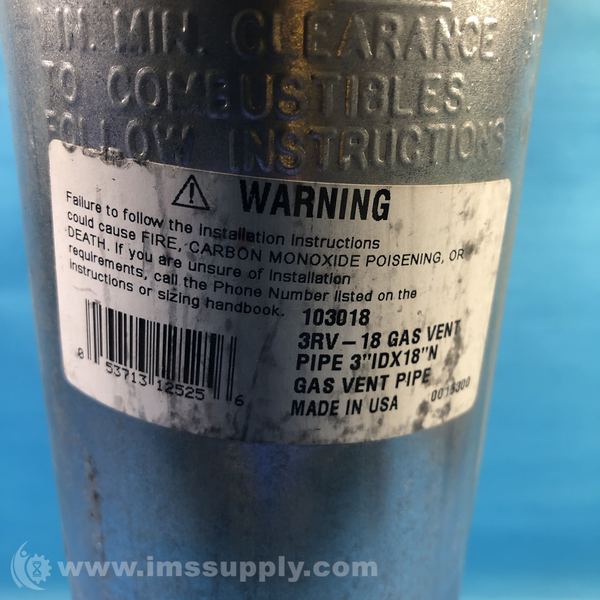 IN. MIN. CLEARANCE
TO COMBUSTIBLES.
FOLLOW INSTRUCTIONS
WARNING
Failure to follow the Installation Instructions
could cause FIRE, CARBON MONOXIDE POISENING, OR
DEATH. If you are unsure of Installation
requirements, call the Phone Number listed on the
instructions or sizing handbook.
103018
3RV-18 GAS VENT
PIPE 3"IDX18"N
GAS VENT PIPE
MADE IN USA
0 53713 12525 6
www.imssupply.com